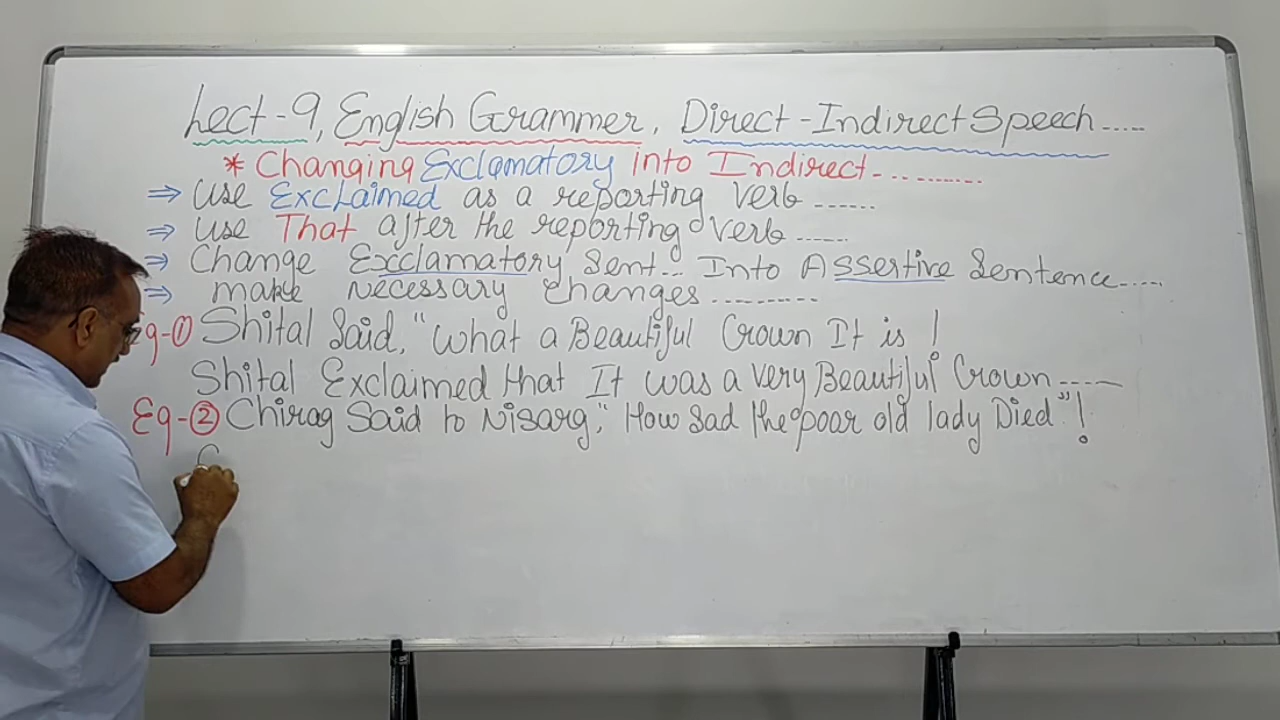 Lect-9, English Grammer, Direct-Indirect Speech.....
* Changing Exclamatory into Indirect...........
⇒ Use Exclaimed as a reporting Verb ......
⇒ Use That after the reporting Verb ......
⇒ Change Exclamatory Sent... Into Assertive Sentence.....
⇒ make Necessary changes..........
Eg-① Shital Said, "What a Beautiful Crown It is !
Shital Exclaimed that It was a very Beautiful Crown.....
Eg-② Chirag Said to Nisarg, "How sad the poor old lady Died"!
C